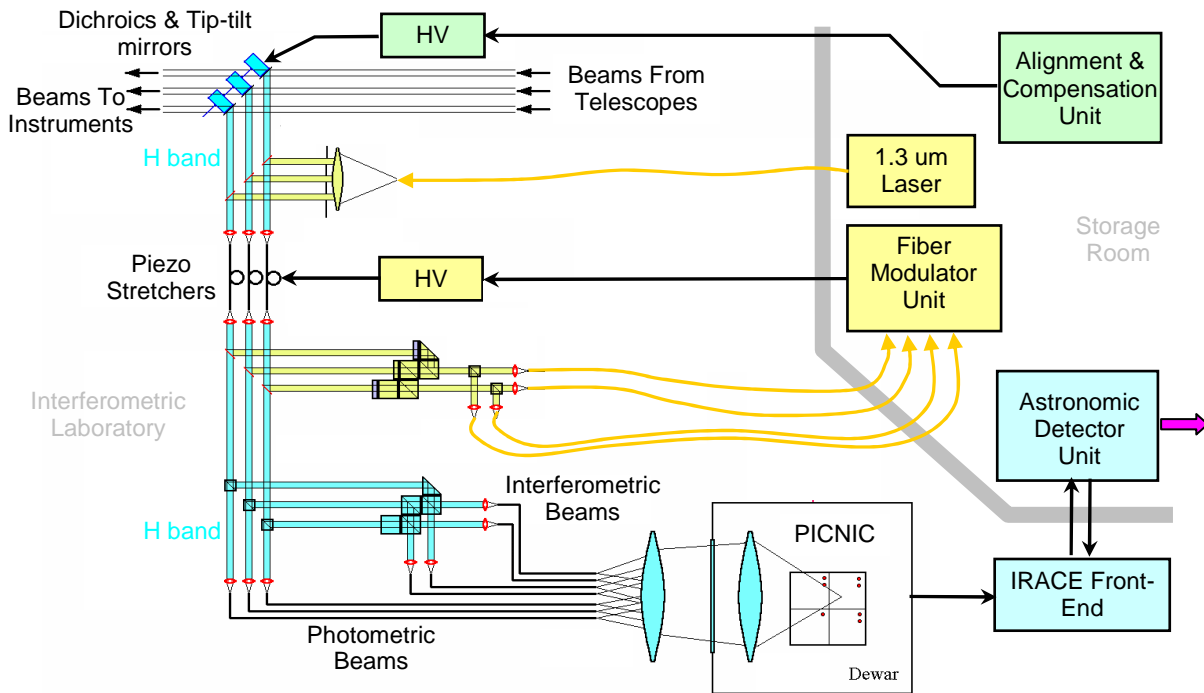 Dichroics & Tip-tilt
mirrors
HV
Alignment &
Compensation
Unit
Beams From
Telescopes
Beams To
Instruments
H band
1.3 um
Laser
Storage
Room
Piezo
Stretchers
HV
Fiber
Modulator
Unit
Interferometric
Laboratory
Astronomic
Detector
Unit
Interferometric
Beams
H band
PICNIC
IRACE Front-
End
Photometric
Beams
Dewar